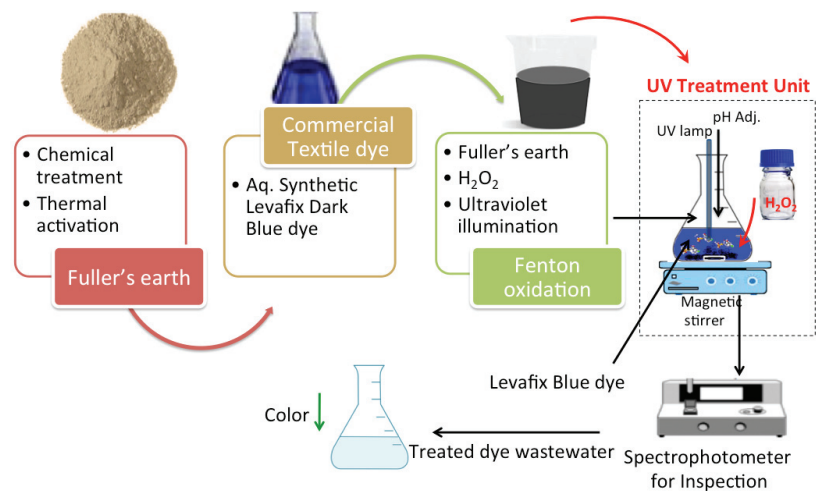 • Chemical
treatment
• Thermal
activation
Fuller’s earth
Commercial
Textile dye
• Aq. Synthetic
Levafix Dark
Blue dye
• Fuller’s earth
• H₂O₂
• Ultraviolet
illumination
Fenton
oxidation
UV Treatment Unit
pH Adj.
UV lamp
H₂O₂
Magnetic
stirrer
Levafix Blue dye
Color
Treated dye wastewater
Spectrophotometer
for Inspection